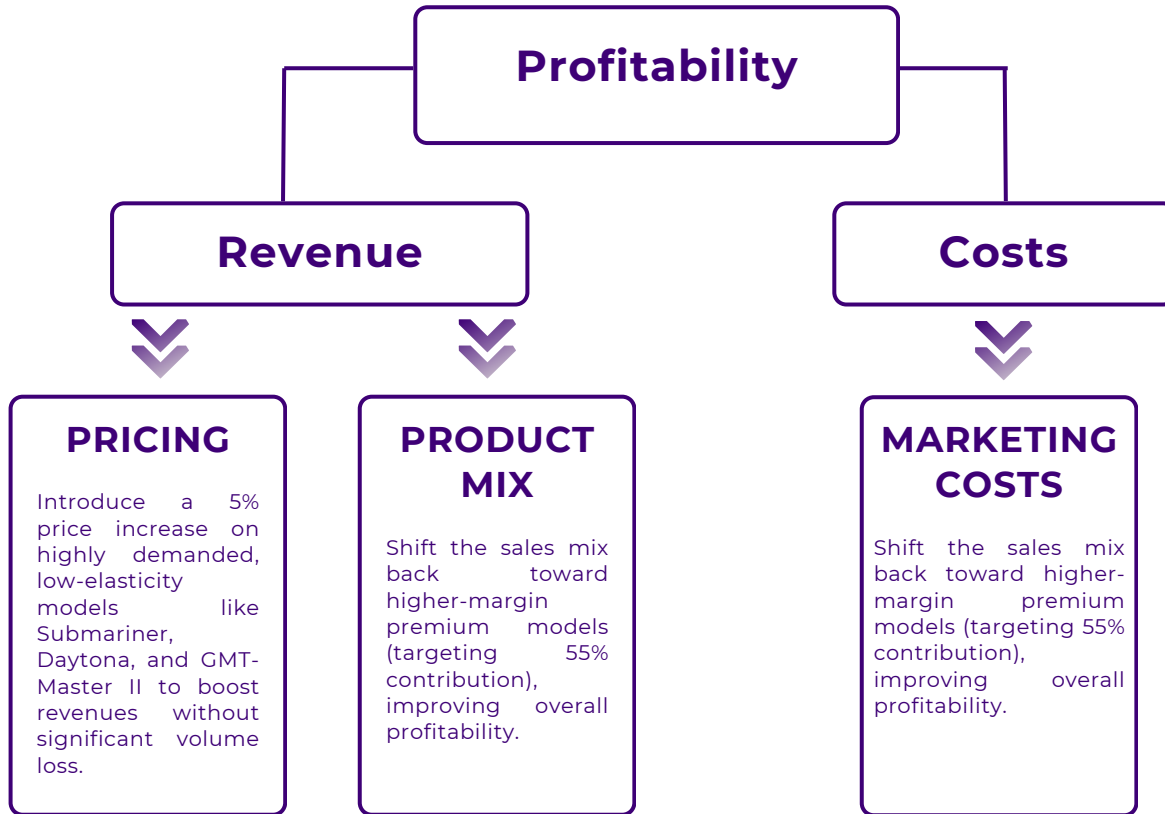 Profitability
Revenue
Costs
PRICING
Introduce a 5%
price increase on
highly demanded,
low-elasticity
models like
Submariner,
Daytona, and GMT-
Master II to boost
revenues without
significant volume
loss.
PRODUCT
MIX
Shift the sales mix
back toward
higher-margin
premium models
(targeting 55%
contribution),
improving overall
profitability.
MARKETING
COSTS
Shift the sales mix
back toward higher-
margin premium
models (targeting 55%
contribution),
improving overall
profitability.